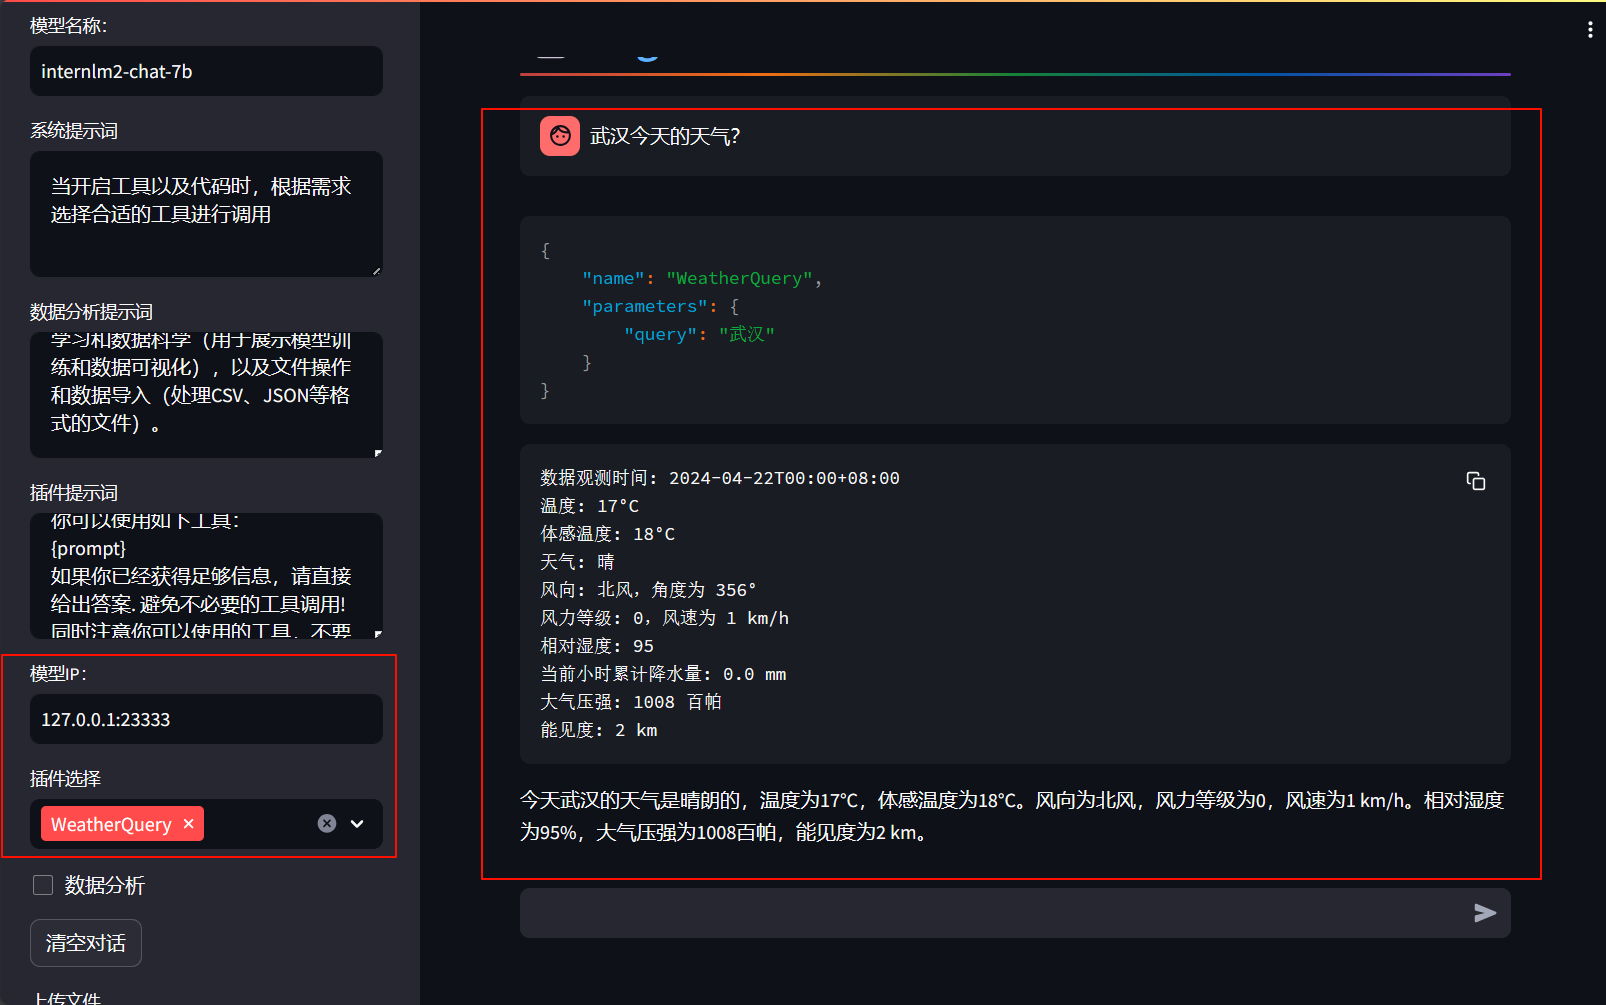 模型名称：
internlm2-chat-7b
系统提示词
当开启工具以及代码时，根据需求
选择合适的工具进行调用
数据分析提示词
学习和数据科学（用于展示模型训
练和数据可视化），以及文件操作
和数据导入（处理CSV、JSON等格
式的文件）。
插件提示词
你可以使用如下工具：
{prompt}
如果你已经获得足够信息，请直接
给出答案. 避免不必要的工具调用!
同时注意你可以使用的工具，不要
模型IP：
127.0.0.1:23333
插件选择
WeatherQuery ×
数据分析
清空对话
上传文件
武汉今天的天气?
{
"name": "WeatherQuery",
"parameters": {
"query": "武汉"
}
}
数据观测时间: 2024-04-22T00:00+08:00
温度: 17°C
体感温度: 18°C
天气: 晴
风向: 北风，角度为 356°
风力等级: 0，风速为 1 km/h
相对湿度: 95
当前小时累计降水量: 0.0 mm
大气压强: 1008 百帕
能见度: 2 km
今天武汉的天气是晴朗的，温度为17°C，体感温度为18°C。风向为北风，风力等级为0，风速为1 km/h。相对湿度
为95%，大气压强为1008百帕，能见度为2 km。